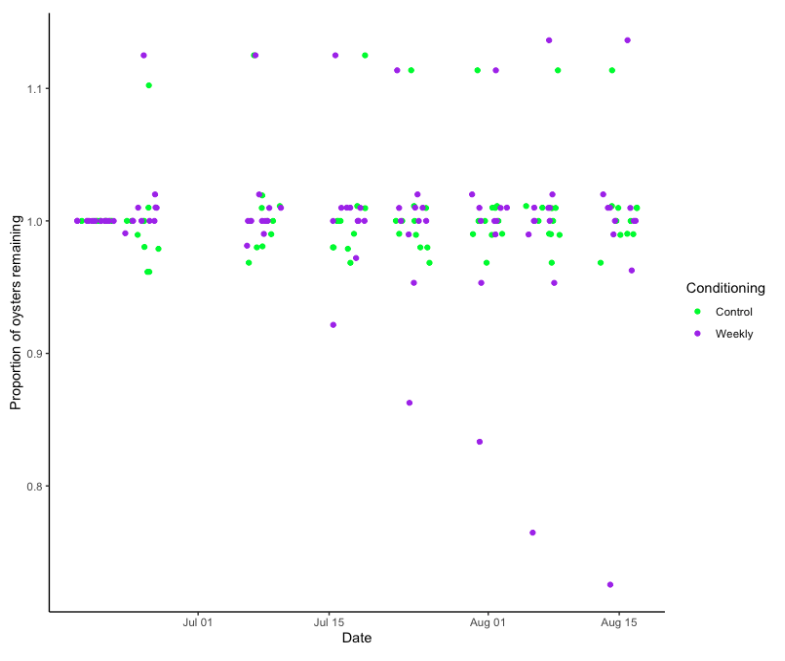 1.1
1.0
0.9
0.8
Proportion of oysters remaining
Jul 01
Jul 15
Aug 01
Aug 15
Date
Conditioning
Control
Weekly